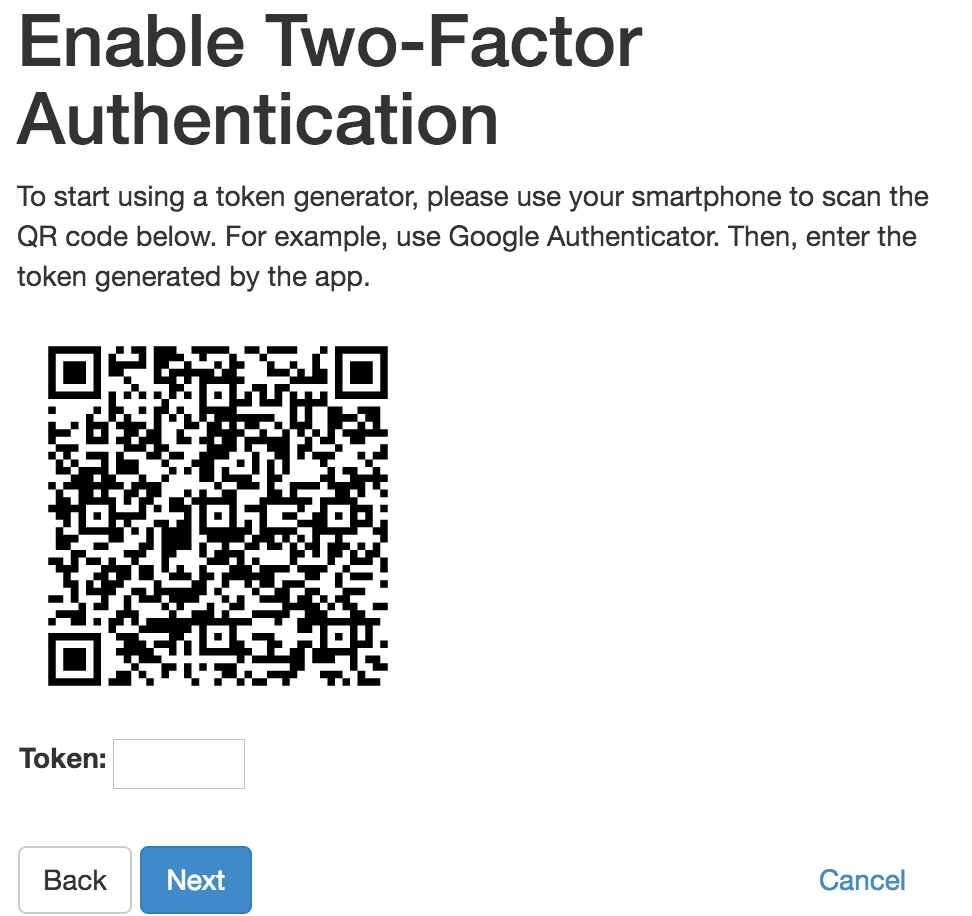 Enable Two-Factor
Authentication
To start using a token generator, please use your smartphone to scan the
QR code below. For example, use Google Authenticator. Then, enter the
token generated by the app.
Token:
Back Next Cancel